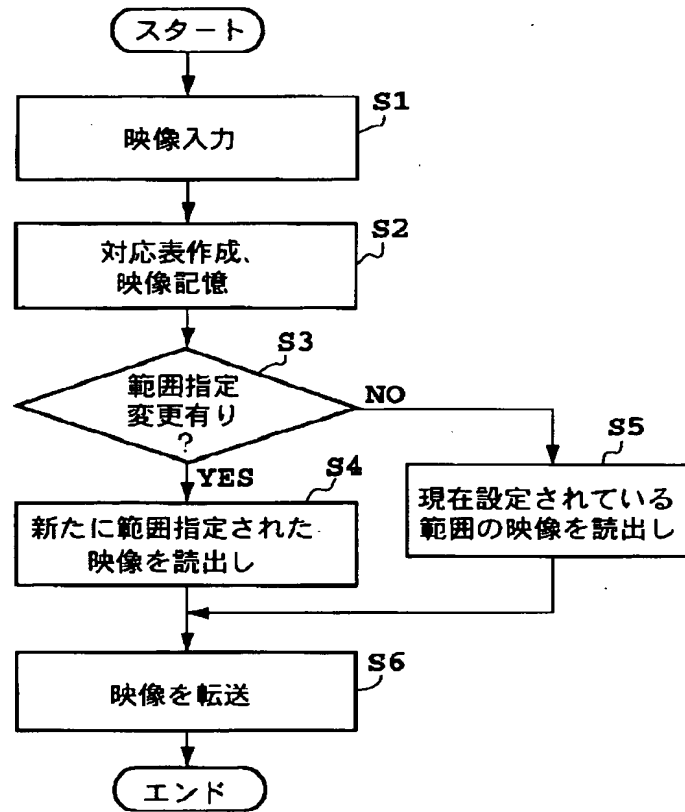 スタート
S1
映像入力
S2
対応表作成、
映像記憶
S3
範囲指定
変更有り
?
NO
YES
S4
新たに範囲指定された
映像を読出し
S5
現在設定されている
範囲の映像を読出し
S6
映像を転送
エンド